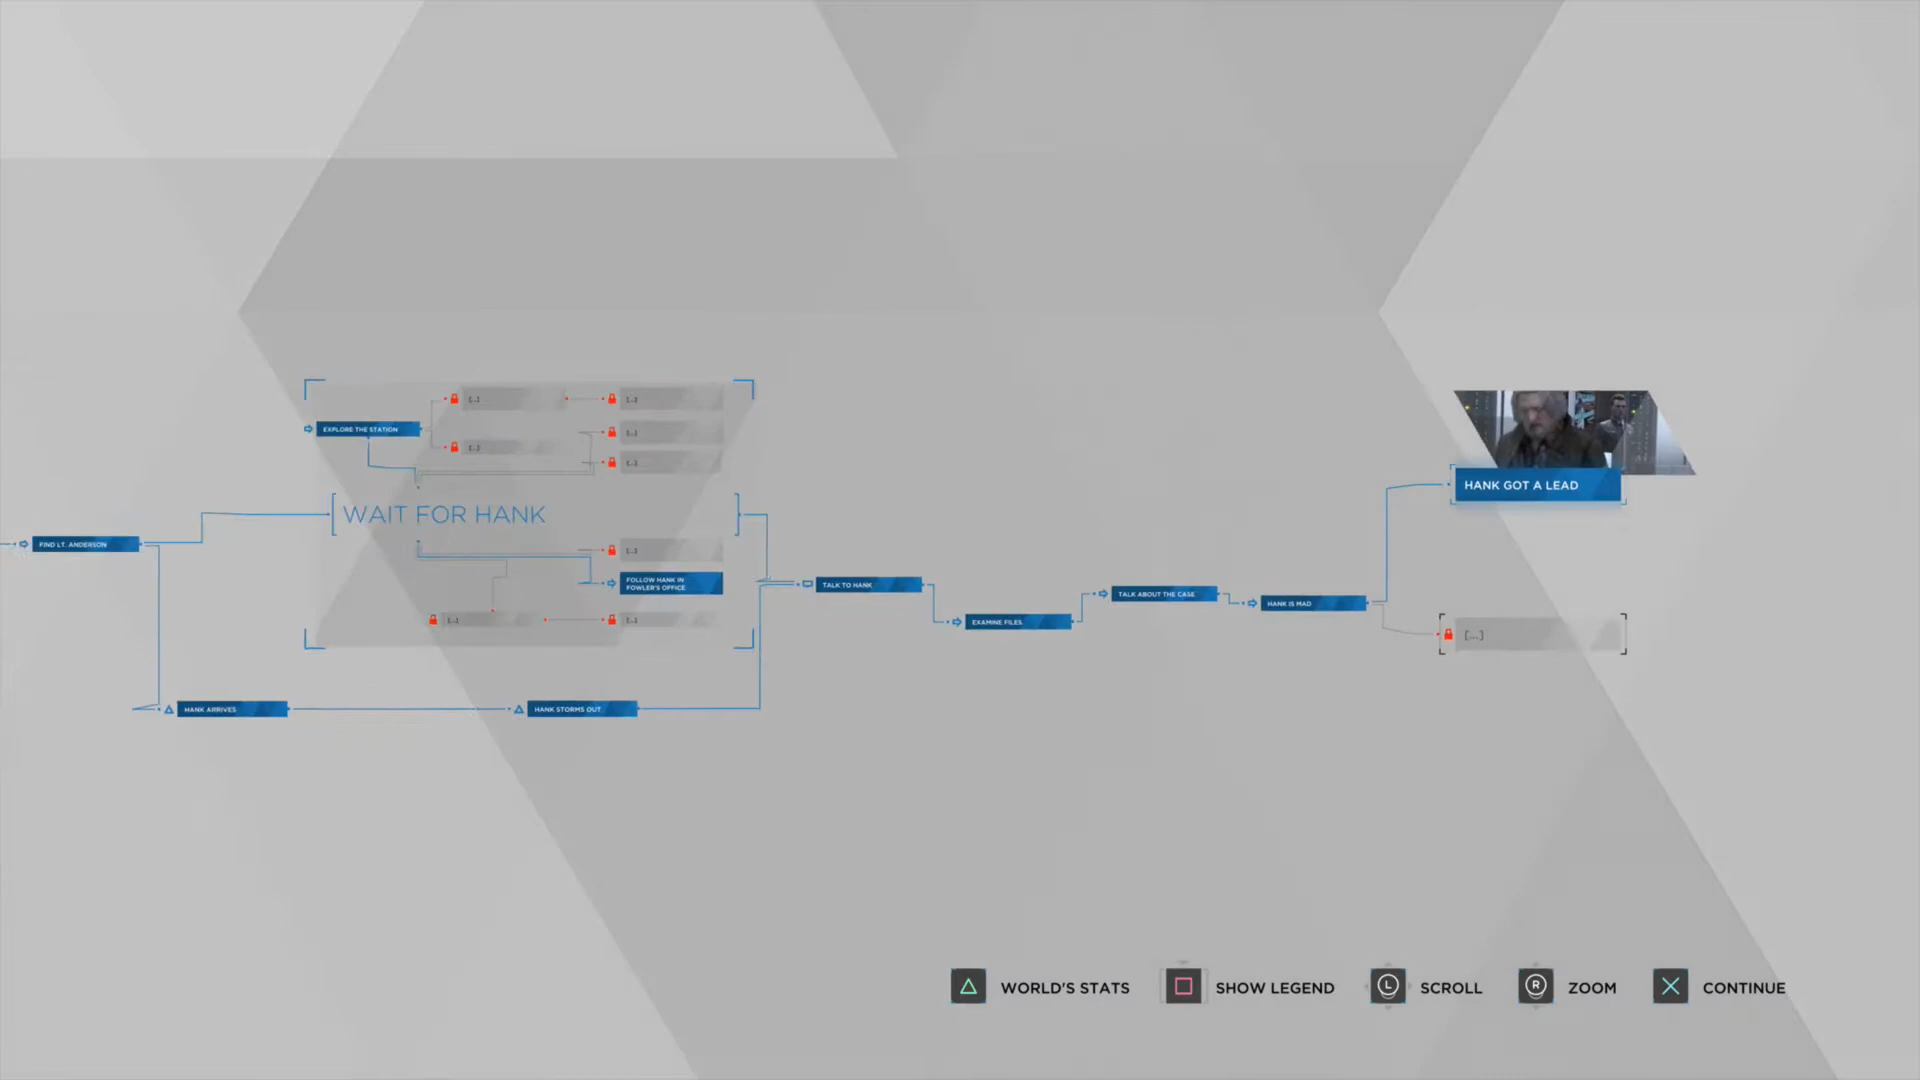 [...] [...]
EXPLORE THE STATION
[...]
[...]
[...]
WAIT FOR HANK
FIND LT. ANDERSON
[...]
FOLLOW HANK IN
FOWLER'S OFFICE
[...] [...]
HANK ARRIVES
HANK STORMS OUT
TALK TO HANK
EXAMINE FILES
TALK ABOUT THE CASE
HANK IS MAD
HANK GOT A LEAD
[...]
WORLD'S STATS SHOW LEGEND L SCROLL R ZOOM CONTINUE